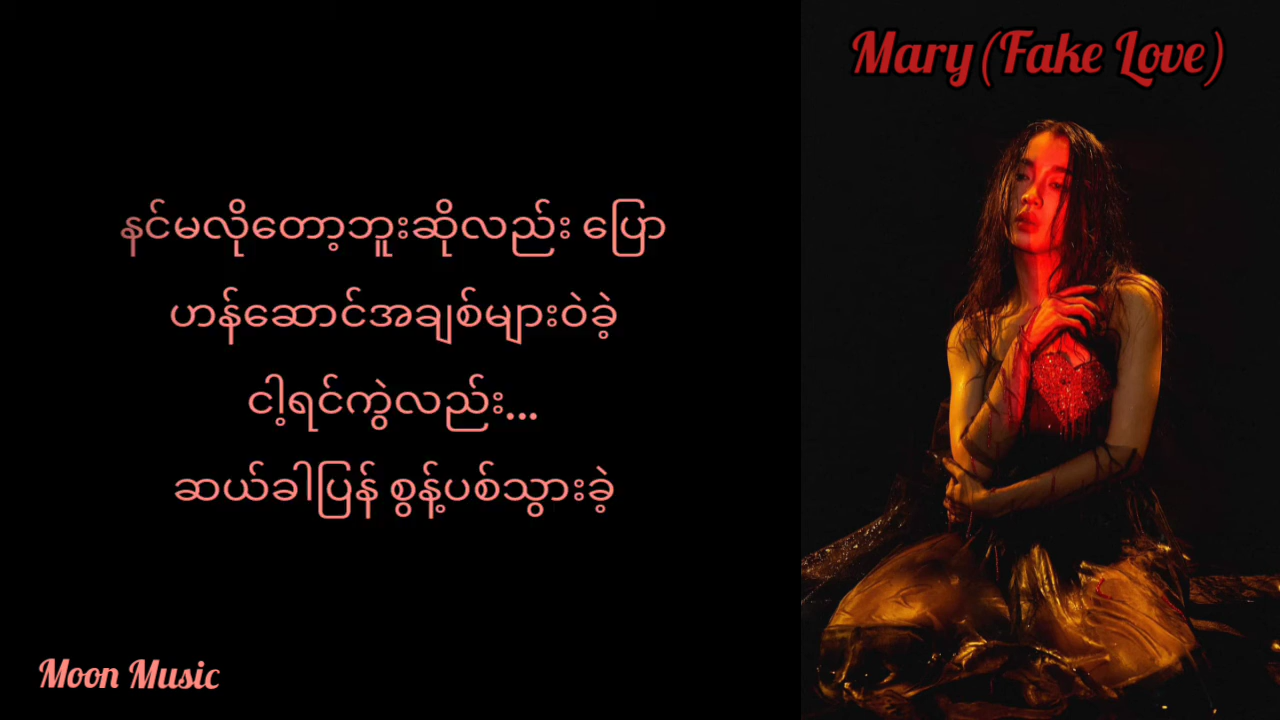 Mary (Fake Love)
နင်မလိုတော့ဘူးဆိုလည်း ပြော
ဟန်ဆောင်အချစ်များဝဲခဲ့
ငါ့ရင်ကွဲလည်း...
ဆယ်ခါပြန် စွန့်ပစ်သွားခဲ့
Moon Music